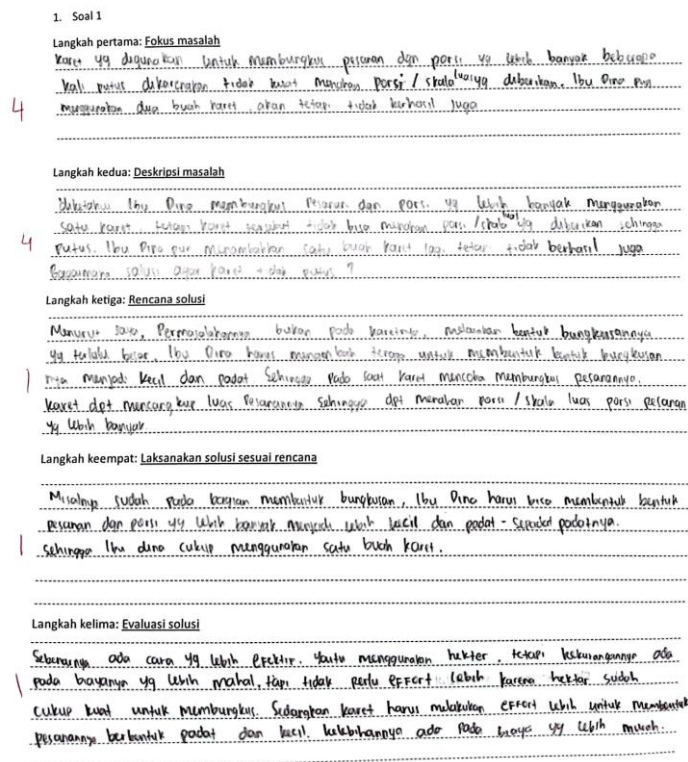 1. Soal 1
Langkah pertama: Fokus masalah
Karet yg digunakan untuk membungkus pesanan dgn porsi yg lebih banyak beberapa
kali putus dikarenakan tidak kuat menahan porsi / skala luas yg diberikan. Ibu Dina pun
4
menggunakan dua buah karet, akan tetapi tidak berhasil juga
Langkah kedua: Deskripsi masalah
diketahui Ibu Dina membungkus pesanan dan porsi yg lebih banyak menggunakan
satu karet, tetapi karet tersebut tidak bisa menahan porsi / skala luas yg diberikan sehingga
4
putus. Ibu Dina pun menambahkan satu buah karet lagi tetapi tidak berhasil juga
Bagaimana solusi agar karet tidak putus ?
Langkah ketiga: Rencana solusi
Menurut saya, Permasalahannya bukan pada karetnya, melainkan bentuk bungkusannya
yg terlalu besar, Ibu Dina harus untuk membentuk bentuk bungkusan
nya menjadi kecil dan padat Sehingga pada saat karet mencoba membungkus pesanannya.
1
karet dpt mencangkup luas pesanannya sehingga dpt menahan porsi / skala luas porsi pesanan
yg lebih banyak
Langkah keempat: Laksanakan solusi sesuai rencana
Misalnya sudah pada bagian membentuk bungkusan, Ibu Dina harus bisa membentuk bentuk
pesanan dan porsi yg lebih banyak menjadi lebih kecil dan padat - sepadat padatnya.
1
sehingga Ibu dina cukup menggunakan satu buah karet.
Langkah kelima: Evaluasi solusi
Sebenarnya ada cara yg lebih efektif. yaitu menggunakan hekter, tetapi kekurangannya ada
1
pada biayanya yg lebih mahal, tapi tidak perlu effort lebih karena hekter sudah
cukup kuat untuk membungkus. Sedangkan karet harus melakukan effort lebih untuk membentuk
pesanannya berbentuk padat dan kecil. kelebihannya ada pada biaya yg lebih murah.